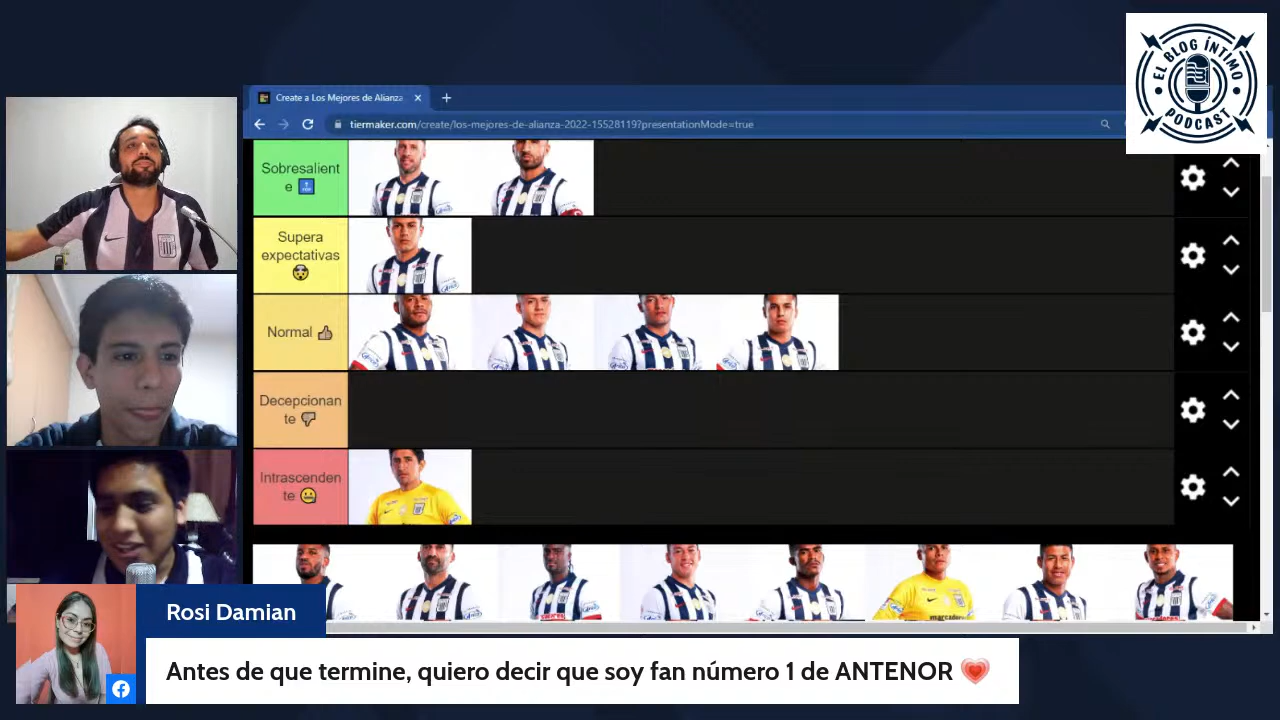 EL BLOG ÍNTIMO
PODCAST
Create a Los Mejores de Alianza
tiermaker.com/create/los-mejores-de-alianza-2022-15528119?presentationMode=true
Sobresalient
e 🔝
Supera
expectativas
🤯
Normal 👍
Decepcionan
te 👎
Intrascenden
te 🤐
Rosi Damian
Antes de que termine, quiero decir que soy fan número 1 de ANTENOR 💗